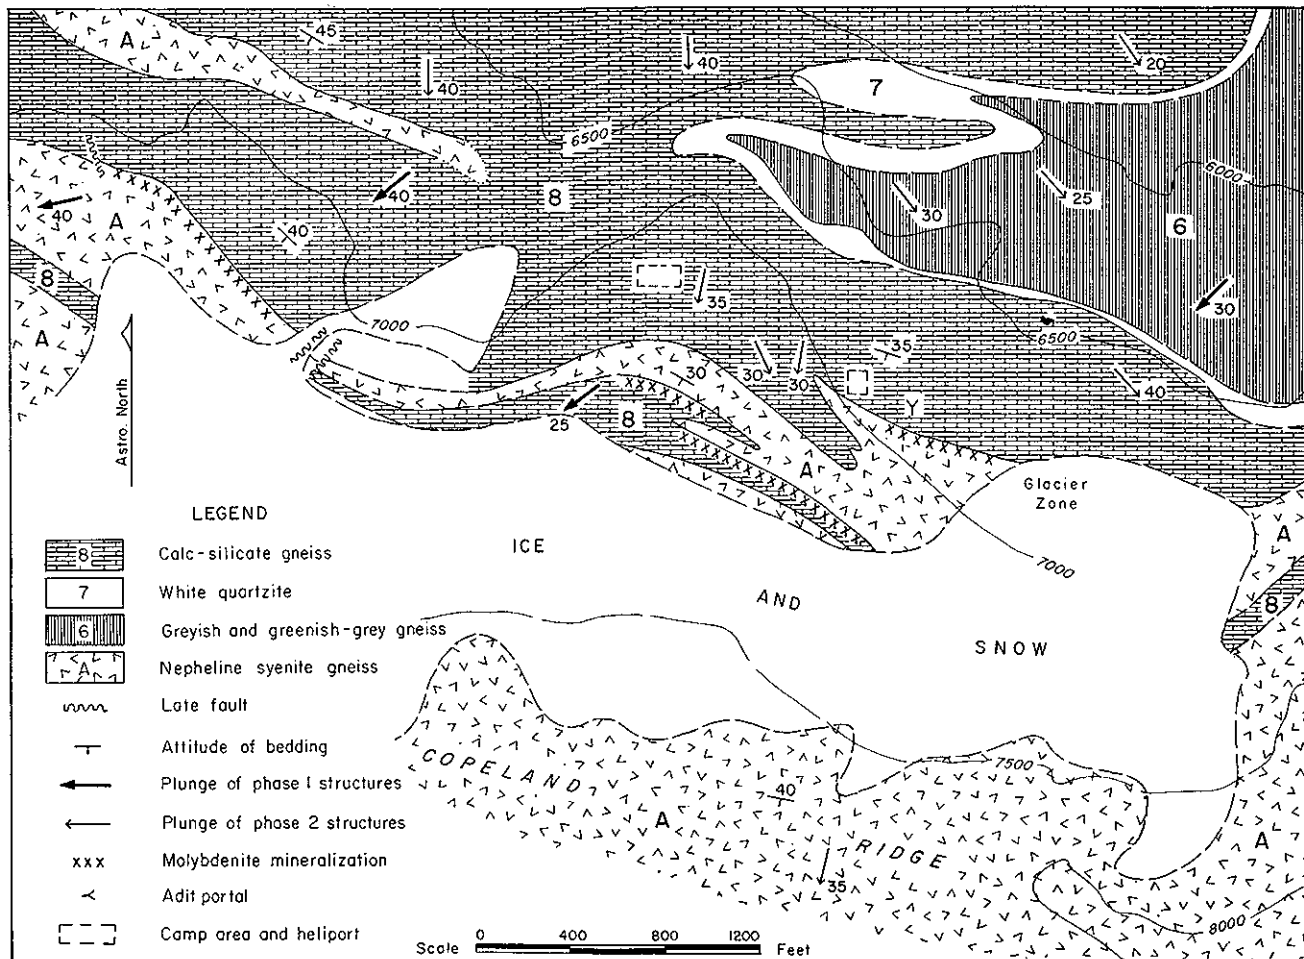 A
45
40
40
20
7
6500
6000
8
40
40
A
30
25
6
40
8
A
35
30
7000
6500
35
30
30
30
40
8
25
Y
A
Glacier
Zone
7000
A
8
Astro. North
LEGEND
8 Calc-silicate gneiss
7 White quartzite
6 Greyish and greenish-grey gneiss
A Nepheline syenite gneiss
Late fault
Attitude of bedding
Plunge of phase 1 structures
Plunge of phase 2 structures
xxx Molybdenite mineralization
Adit portal
Camp area and heliport
ICE
AND
SNOW
7500
COPELAND
RIDGE
40
A
35
A
8000
Scale 0 400 800 1200 Feet